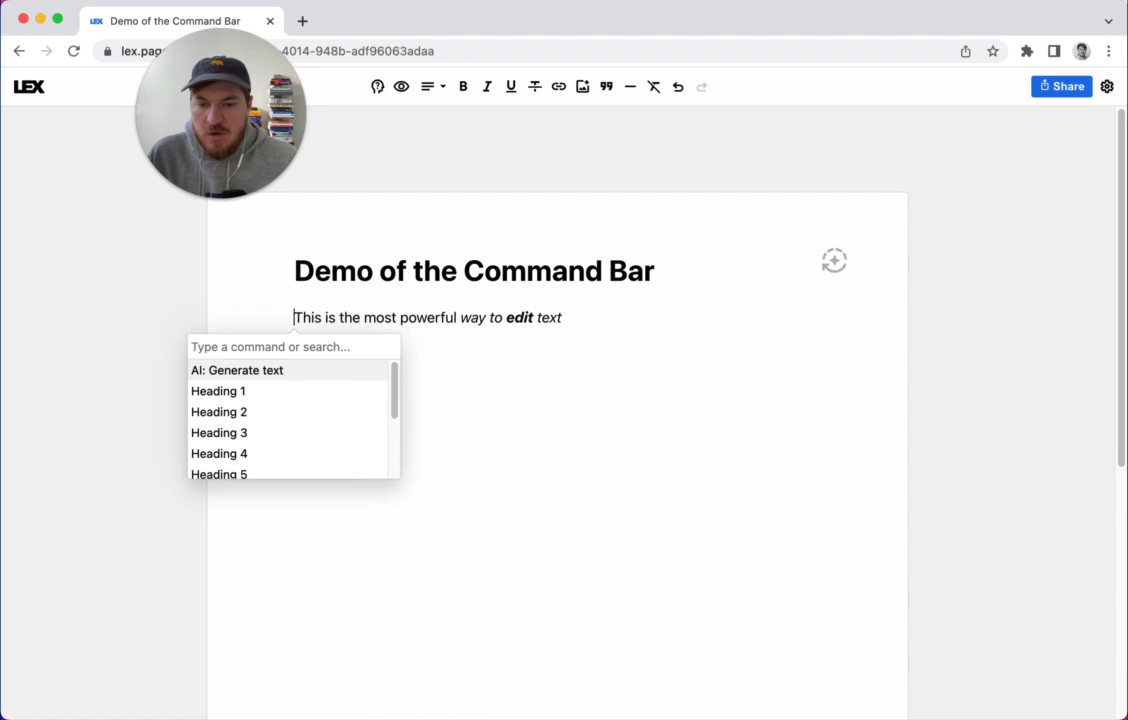 LEX Demo of the Command Bar
lex.pag
4014-948b-adf96063adaa
LEX
B I U
Share
Demo of the Command Bar
This is the most powerful way to edit text
Type a command or search...
AI: Generate text
Heading 1
Heading 2
Heading 3
Heading 4
Heading 5